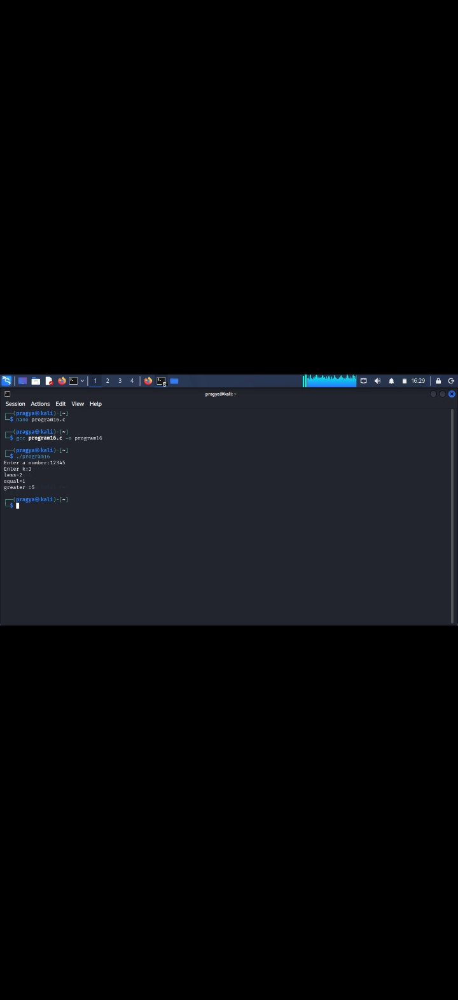 1 2 3 4 16:29
pragya@kali: ~
Session Actions Edit View Help
┌──(pragya㉿kali)-[~]
└─$ nano program16.c
┌──(pragya㉿kali)-[~]
└─$ gcc program16.c -o program16
┌──(pragya㉿kali)-[~]
└─$ ./program16
Enter a number:12345
Enter k:3
less=2
equal=1
greater =5
┌──(pragya㉿kali)-[~]
└─$